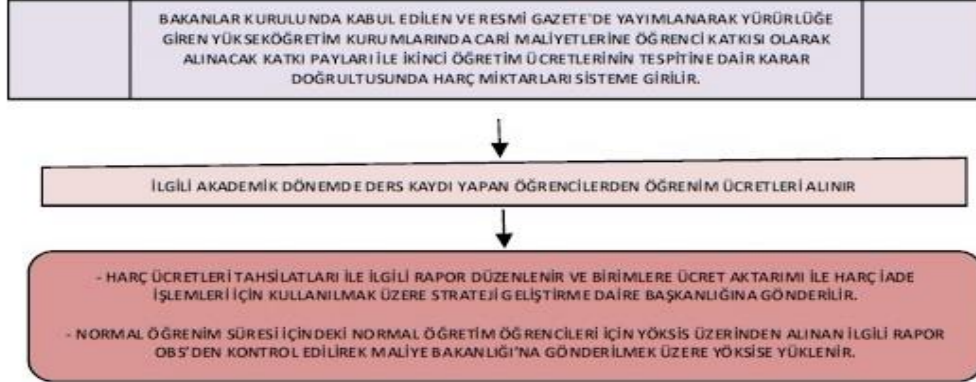 BAKANLAR KURULUNDA KABUL EDİLEN VE RESMİ GAZETE'DE YAYIMLANARAK YÜRÜRLÜĞE
GİREN YÜKSEKÖĞRETİM KURUMLARINDA CARİ MALİYETLERİNE ÖĞRENCİ KATKISI OLARAK
ALINACAK KATKI PAYLARI İLE İKİNCİ ÖĞRETİM ÜCRETLERİNİN TESPİTİNE DAİR KARAR
DOĞRULTUSUNDA HARÇ MİKTARLARI SİSTEME GİRİLİR.
İLGİLİ AKADEMİK DÖNEMDE DERS KAYDI YAPAN ÖĞRENCİLERDEN ÖĞRENİM ÜCRETLERİ ALINIR
- HARÇ ÜCRETLERİ TAHSİLATLARI İLE İLGİLİ RAPOR DÜZENLENİR VE BİRİMLERE ÜCRET AKTARIMI İLE HARÇ İADE
İŞLEMLERİ İÇİN KULLANILMAK ÜZERE STRATEJİ GELİŞTİRME DAİRE BAŞKANLIĞINA GÖNDERİLİR.
- NORMAL ÖĞRENİM SÜRESİ İÇİNDEKİ NORMAL ÖĞRETİM ÖĞRENCİLERİ İÇİN YÖKSİS ÜZERİNDEN ALINAN İLGİLİ RAPOR
OBS'DEN KONTROL EDİLİREK MALİYE BAKANLIĞI'NA GÖNDERİLMEK ÜZERE YÖKSİSE YÜKLENİR.